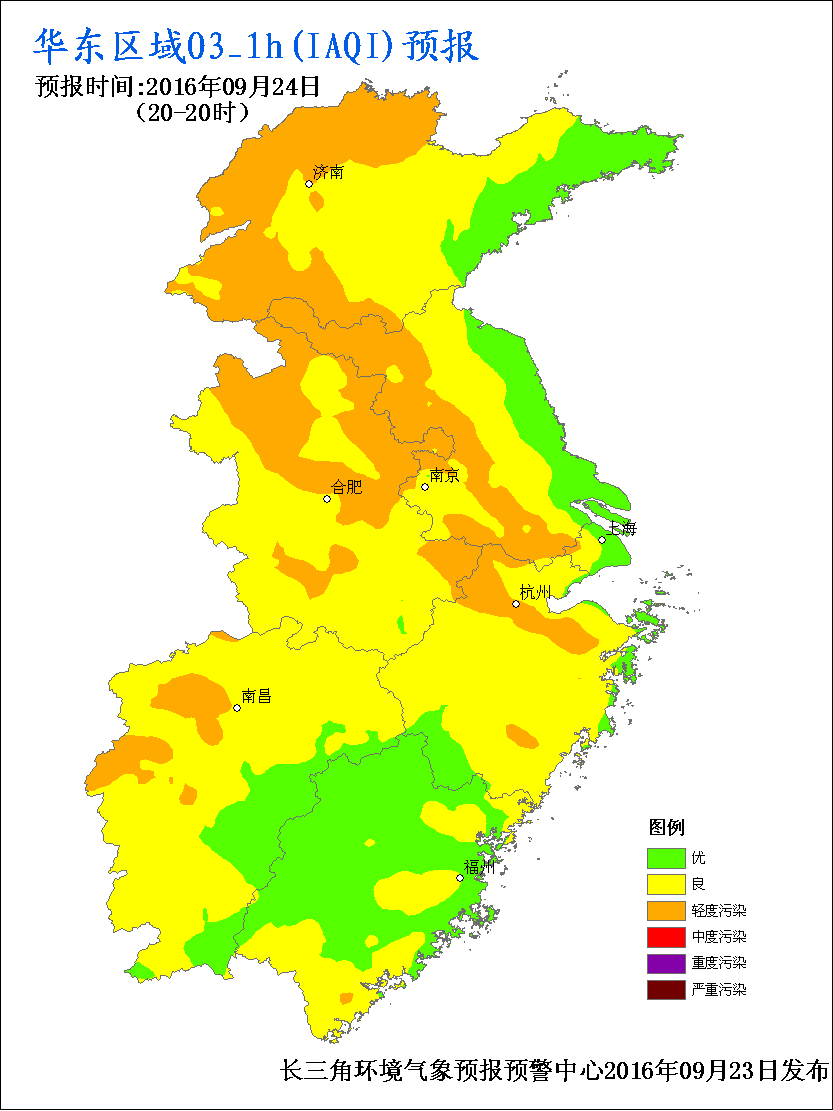 华东区域O3_1h(IAQI)预报
预报时间:2016年09月24日
(20-20时)
济南
合肥
南京
上海
杭州
南昌
福州
图例
优
良
轻度污染
中度污染
重度污染
严重污染
长三角环境气象预报预警中心2016年09月23日发布